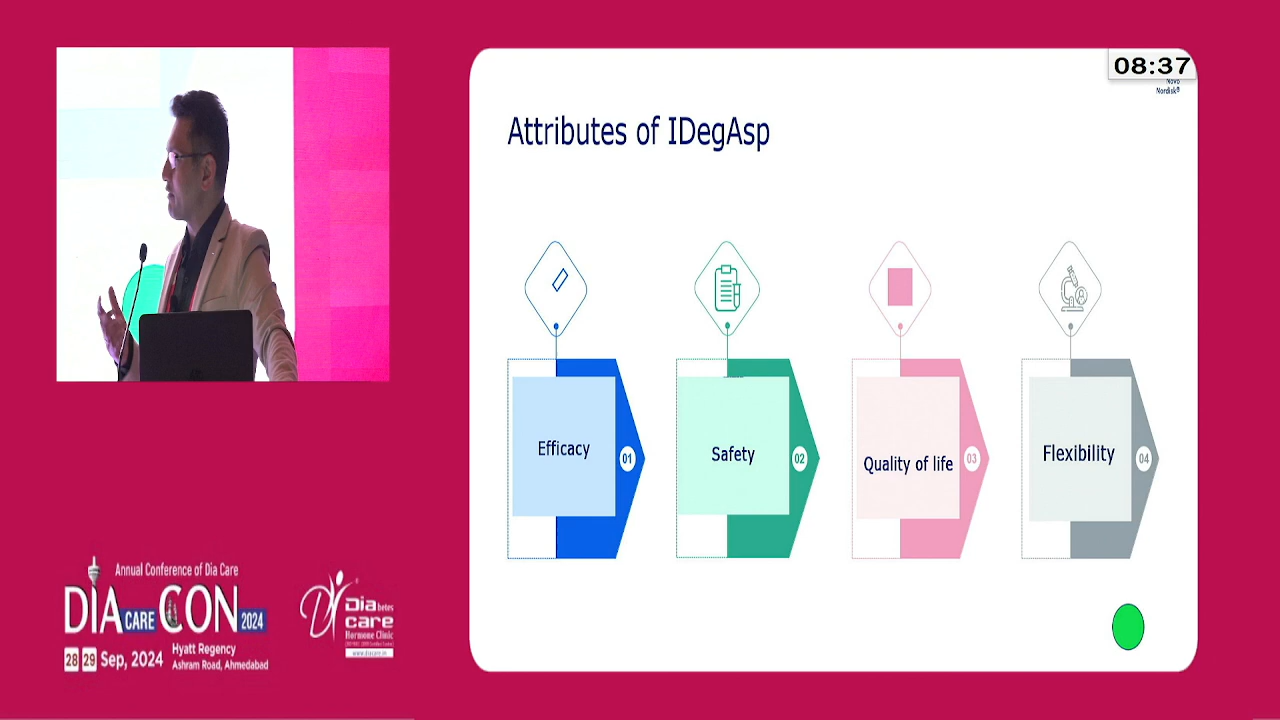 08:37
Novo
Nordisk®
Attributes of IDegAsp
Efficacy
01
Safety
02
Quality of life
03
Flexibility
04
Annual Conference of Dia Care
DIA CARE CON 2024
28 29 Sep, 2024
Hyatt Regency
Ashram Road, Ahmedabad
Diabetes
care
Hormone Clinic
www.diacare.in